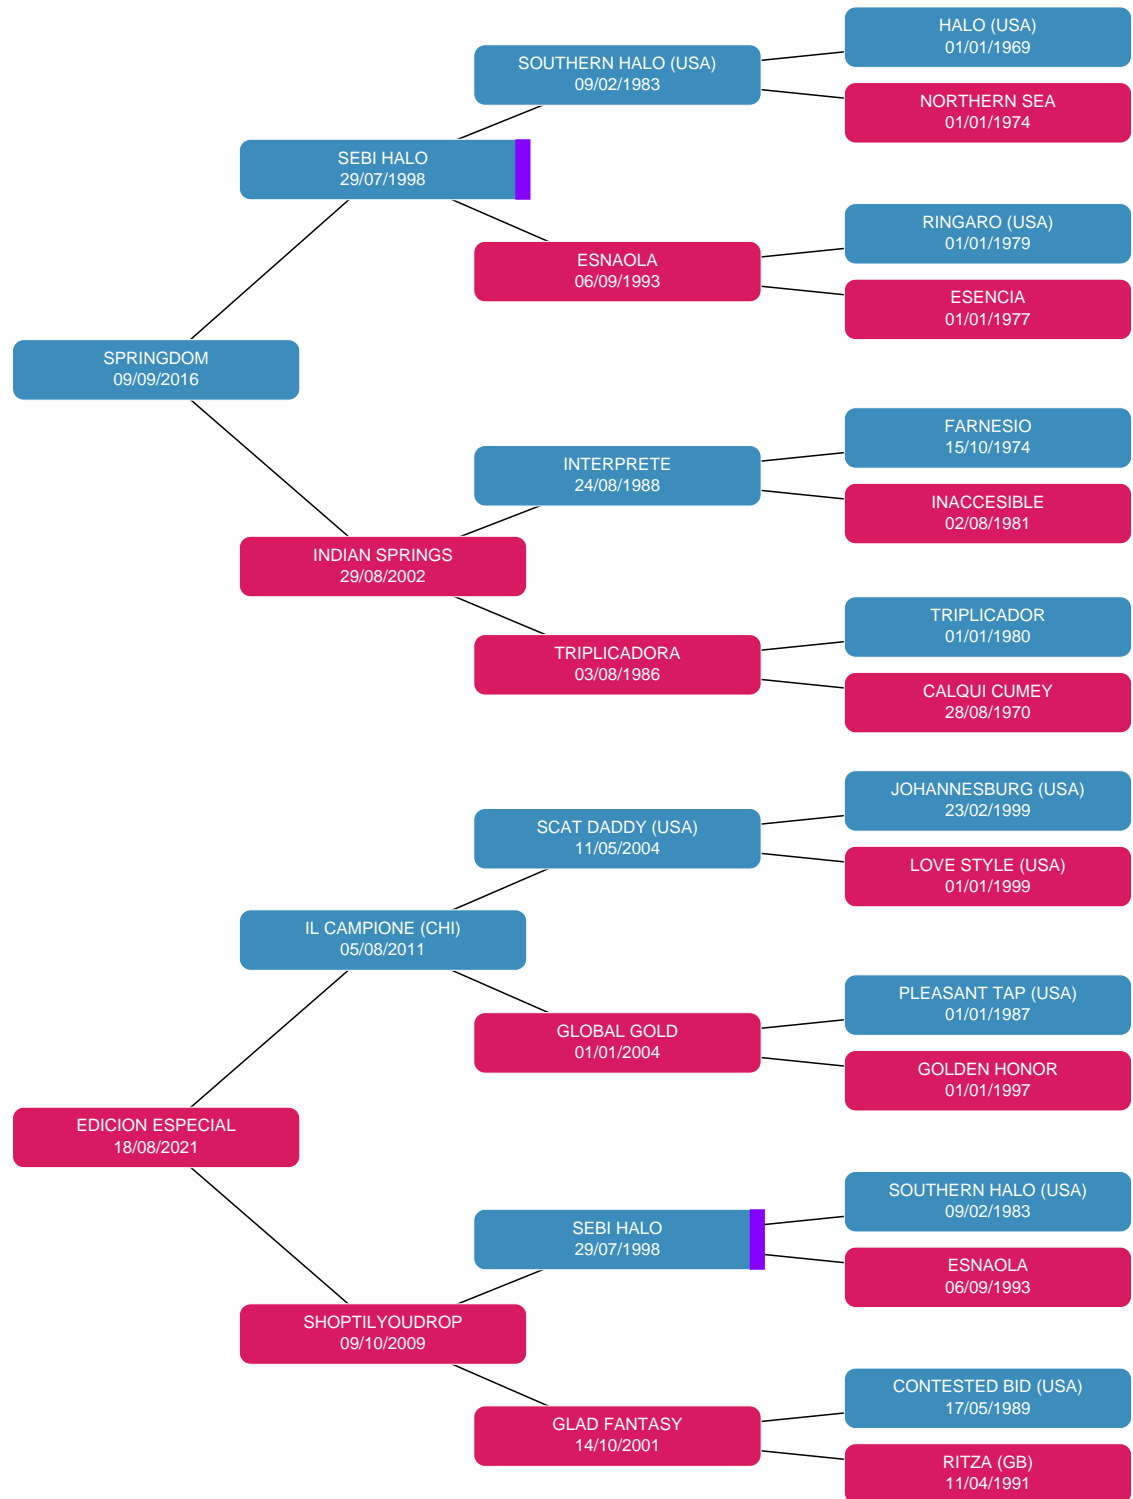 HALO (USA)
01/01/1969
SOUTHERN HALO (USA)
09/02/1983
NORTHERN SEA
01/01/1974
SEBI HALO
29/07/1998
RINGARO (USA)
01/01/1979
ESNAOLA
06/09/1993
ESENCIA
01/01/1977
SPRINGDOM
09/09/2016
FARNESIO
15/10/1974
INTERPRETE
24/08/1988
INACCESIBLE
02/08/1981
INDIAN SPRINGS
29/08/2002
TRIPLICADOR
01/01/1980
TRIPLICADORA
03/08/1986
CALQUI CUMEY
28/08/1970
JOHANNESBURG (USA)
23/02/1999
SCAT DADDY (USA)
11/05/2004
LOVE STYLE (USA)
01/01/1999
IL CAMPIONE (CHI)
05/08/2011
PLEASANT TAP (USA)
01/01/1987
GLOBAL GOLD
01/01/2004
GOLDEN HONOR
01/01/1997
EDICION ESPECIAL
18/08/2021
SOUTHERN HALO (USA)
09/02/1983
SEBI HALO
29/07/1998
ESNAOLA
06/09/1993
SHOPTILYOUDROP
09/10/2009
CONTESTED BID (USA)
17/05/1989
GLAD FANTASY
14/10/2001
RITZA (GB)
11/04/1991